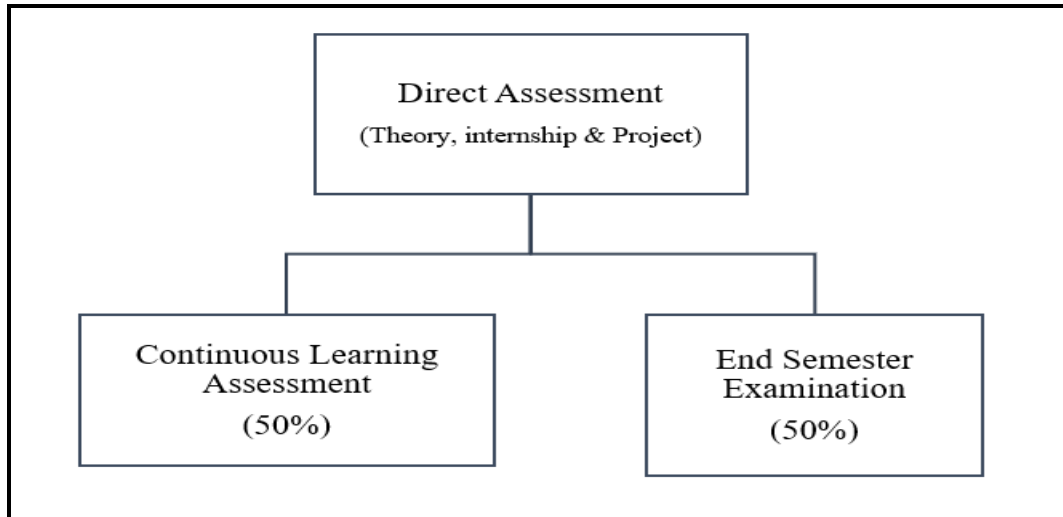 Direct Assessment
(Theory, internship & Project)
Continuous Learning
Assessment
(50%)
End Semester
Examination
(50%)